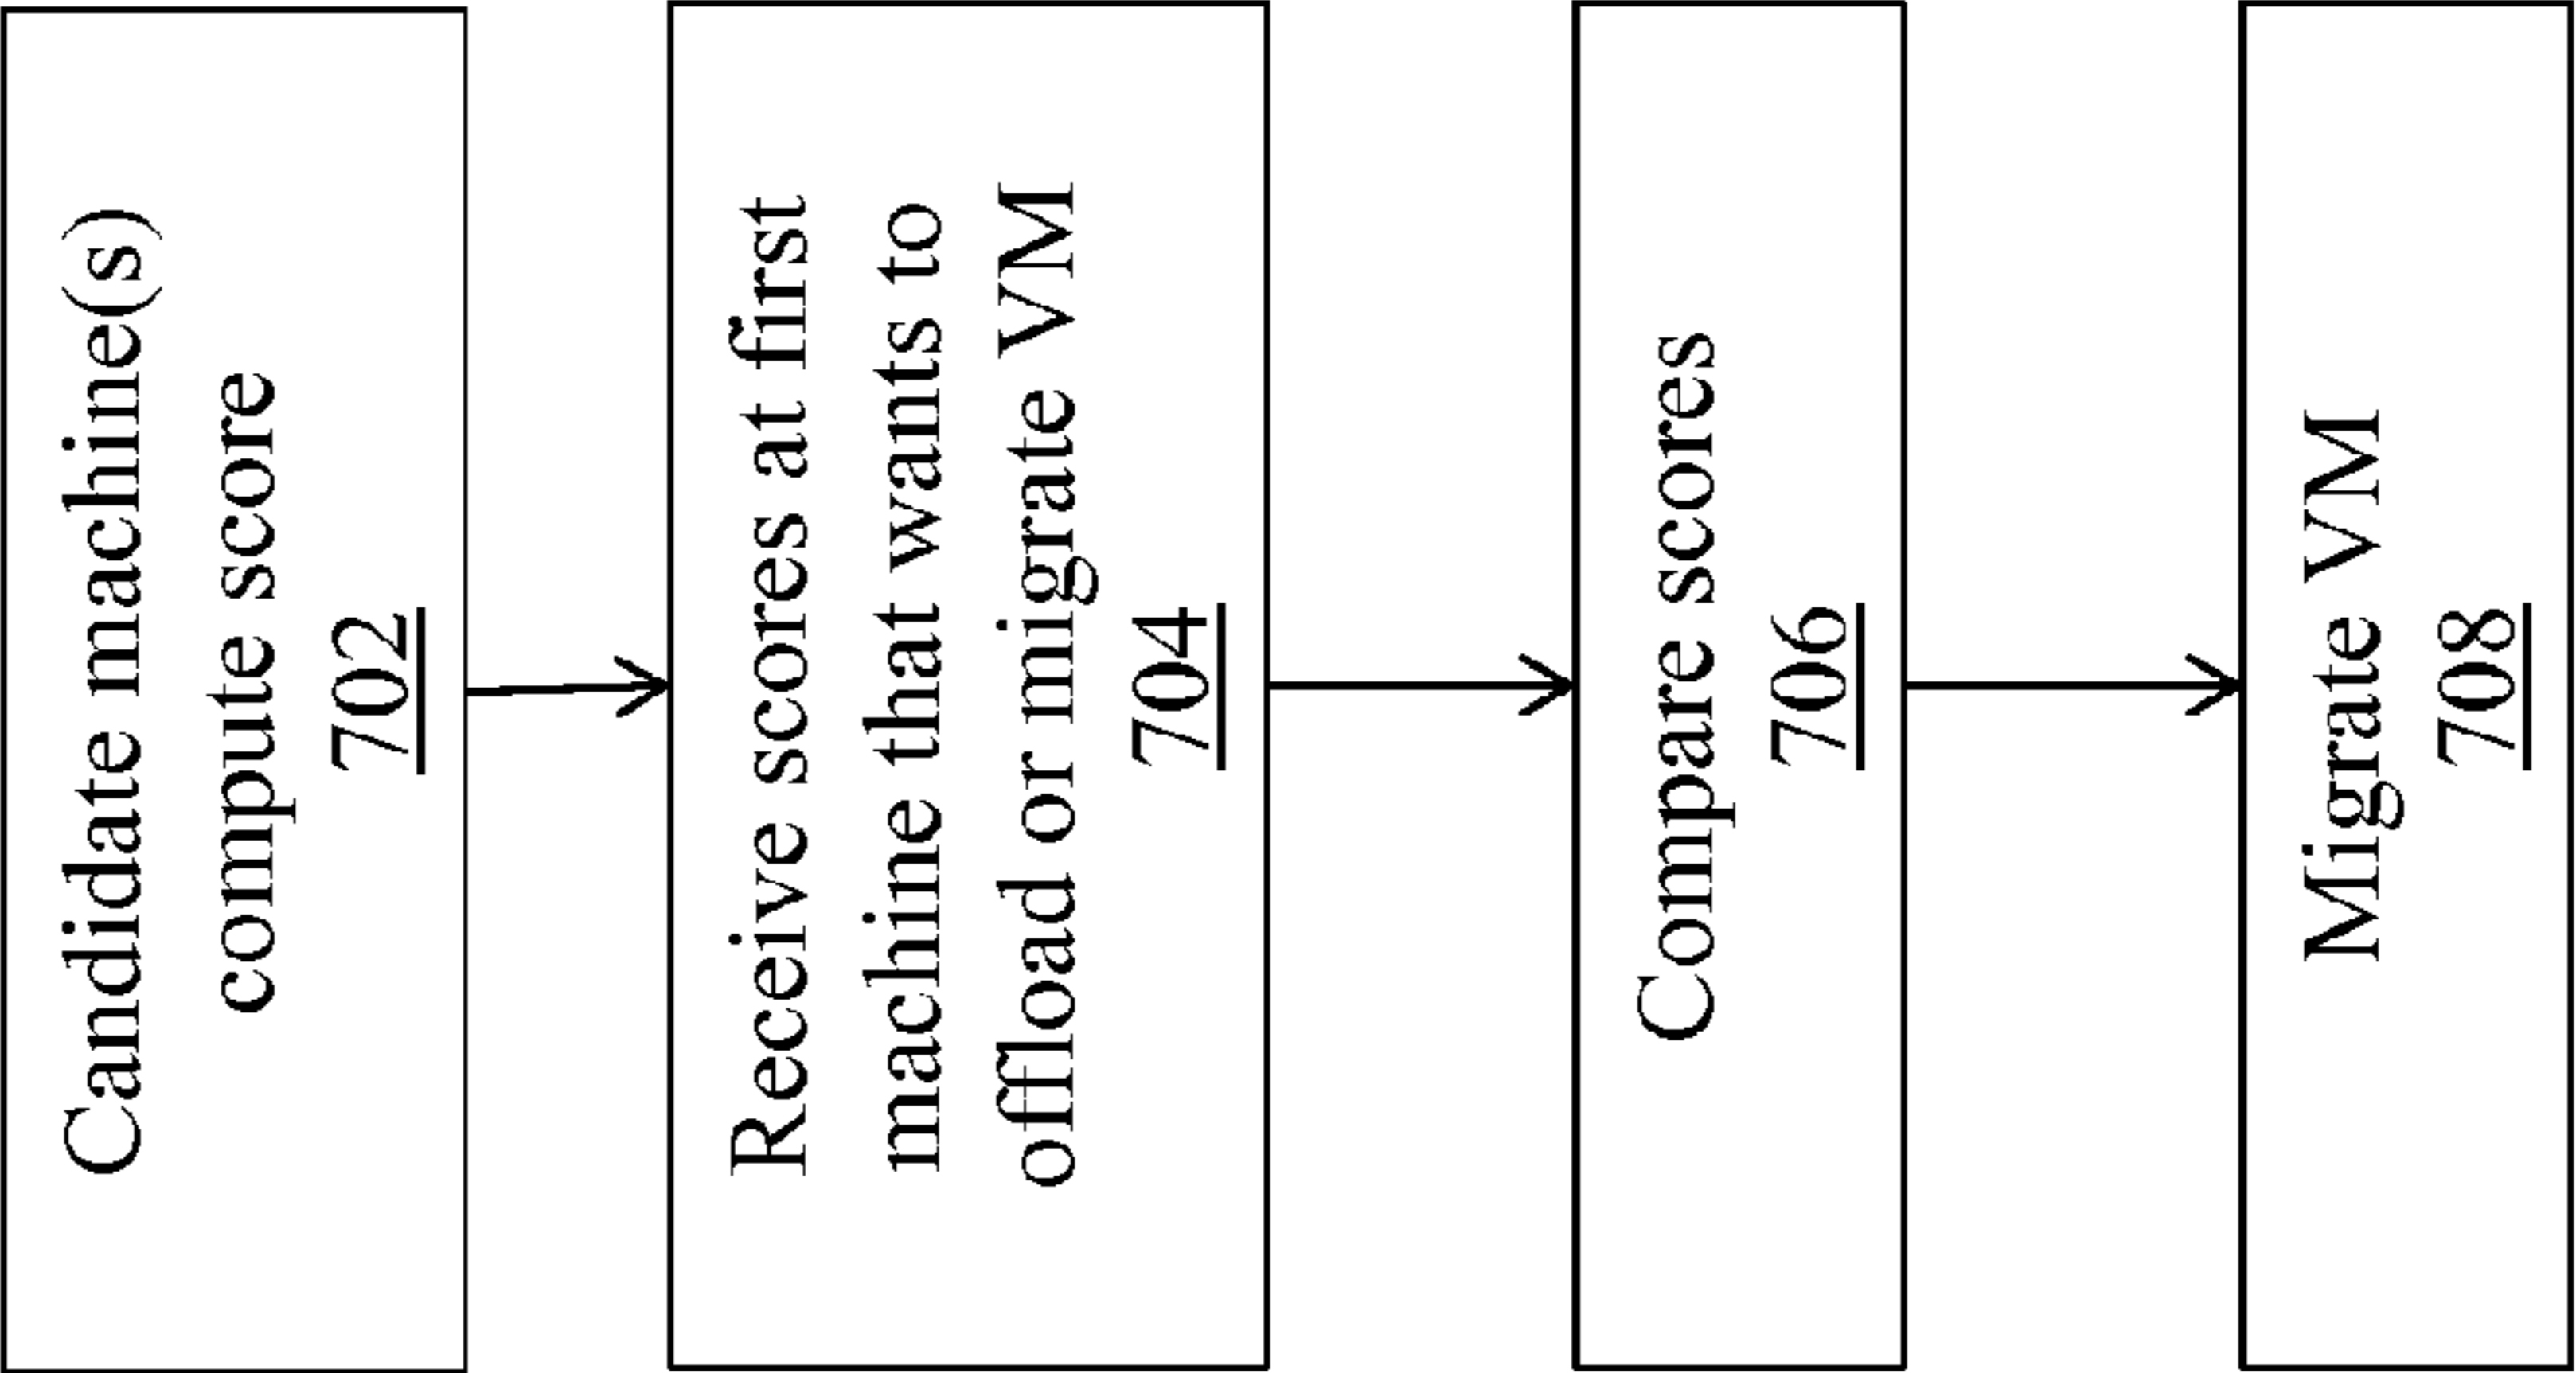 Candidate machine(s)
compute score
702
Receive scores at first
machine that wants to
offload or migrate VM
704
Compare scores
706
Migrate VM
708